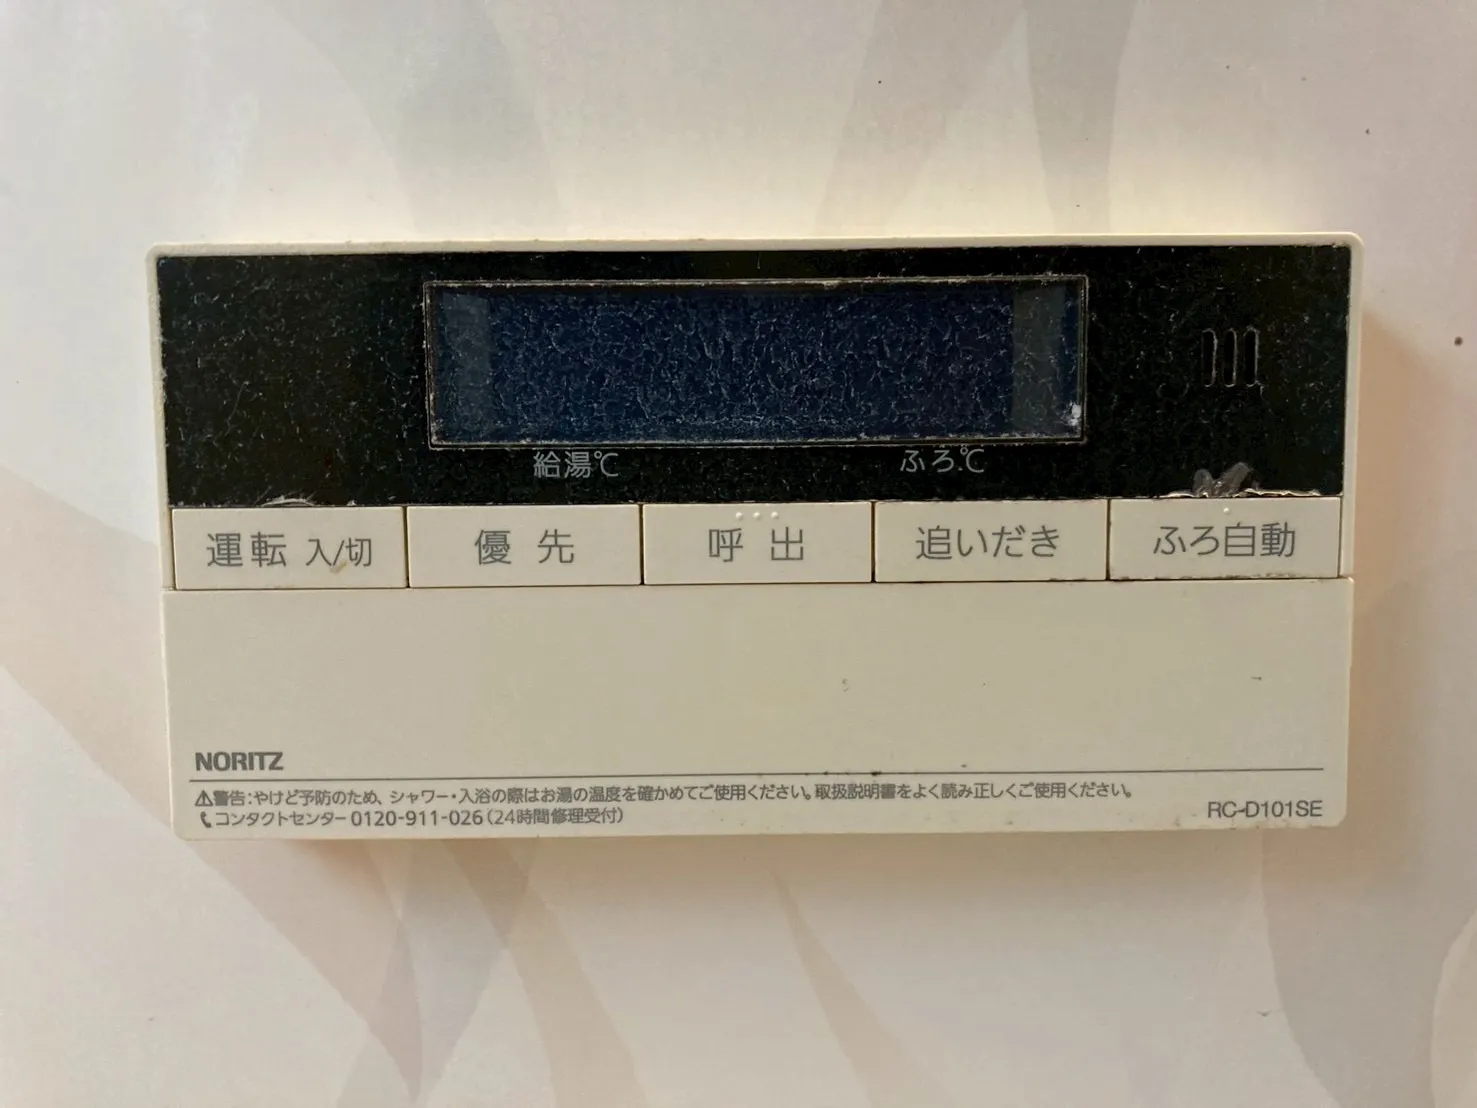 給湯℃ ふろ℃
運転 入/切 優先 呼出 追いだき ふろ自動
NORITZ
⚠警告:やけど予防のため、シャワー・入浴の際はお湯の温度を確かめてご使用ください。取扱説明書をよく読み正しくご使用ください。
コンタクトセンター 0120-911-026(24時間修理受付)
RC-D101SE